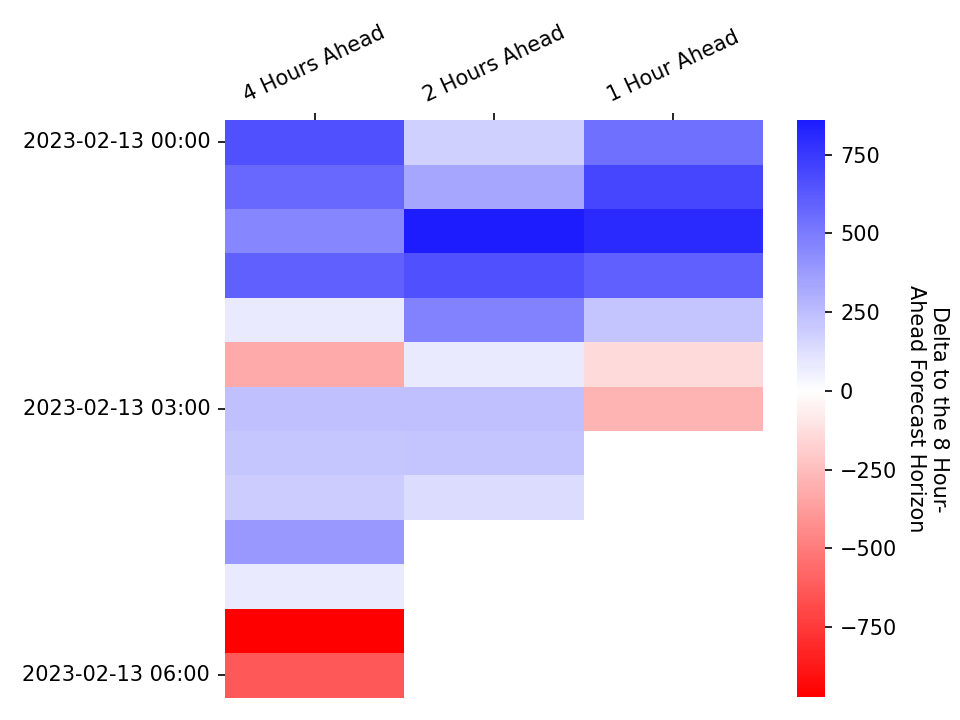 4 Hours Ahead
2 Hours Ahead
1 Hour Ahead
2023-02-13 00:00
2023-02-13 03:00
2023-02-13 06:00
750
500
250
0
−250
−500
−750
Delta to the 8 Hour-
Ahead Forecast Horizon